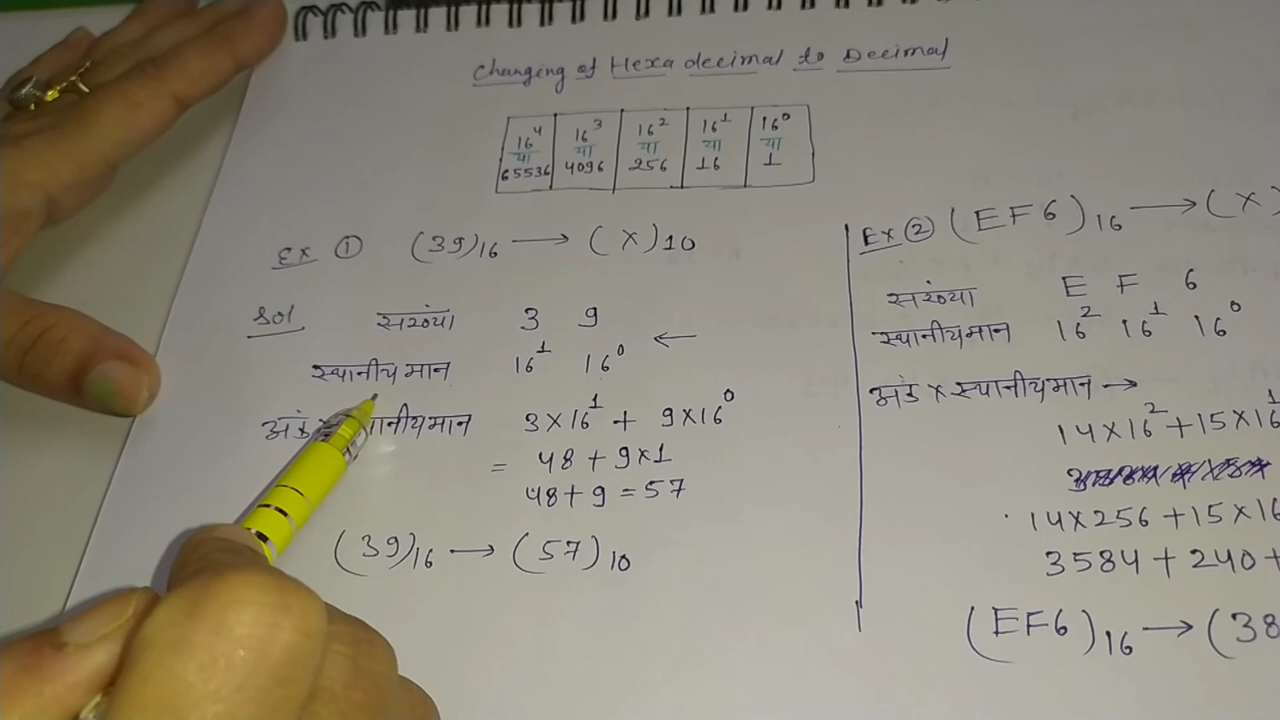 Changing of Hexa decimal to Decimal
16⁴ 16³ 16² 16¹ 16⁰
या या या या या
65536 4096 256 16 1
Ex ① (39)₁₆ → (X)₁₀
Sol संख्या 3 9
स्थानीय मान 16¹ 16⁰ ←
अंक × स्थानीयमान 3×16¹ + 9×16⁰
= 48 + 9×1
48 + 9 = 57
(39)₁₆ → (57)₁₀
Ex ② (EF6)₁₆ → (X)
संख्या E F 6
स्थानीयमान 16² 16¹ 16⁰
अंक × स्थानीयमान →
14×16² + 15×16¹
14×256 + 15×16
3584 + 240 +
(EF6)₁₆ → (38